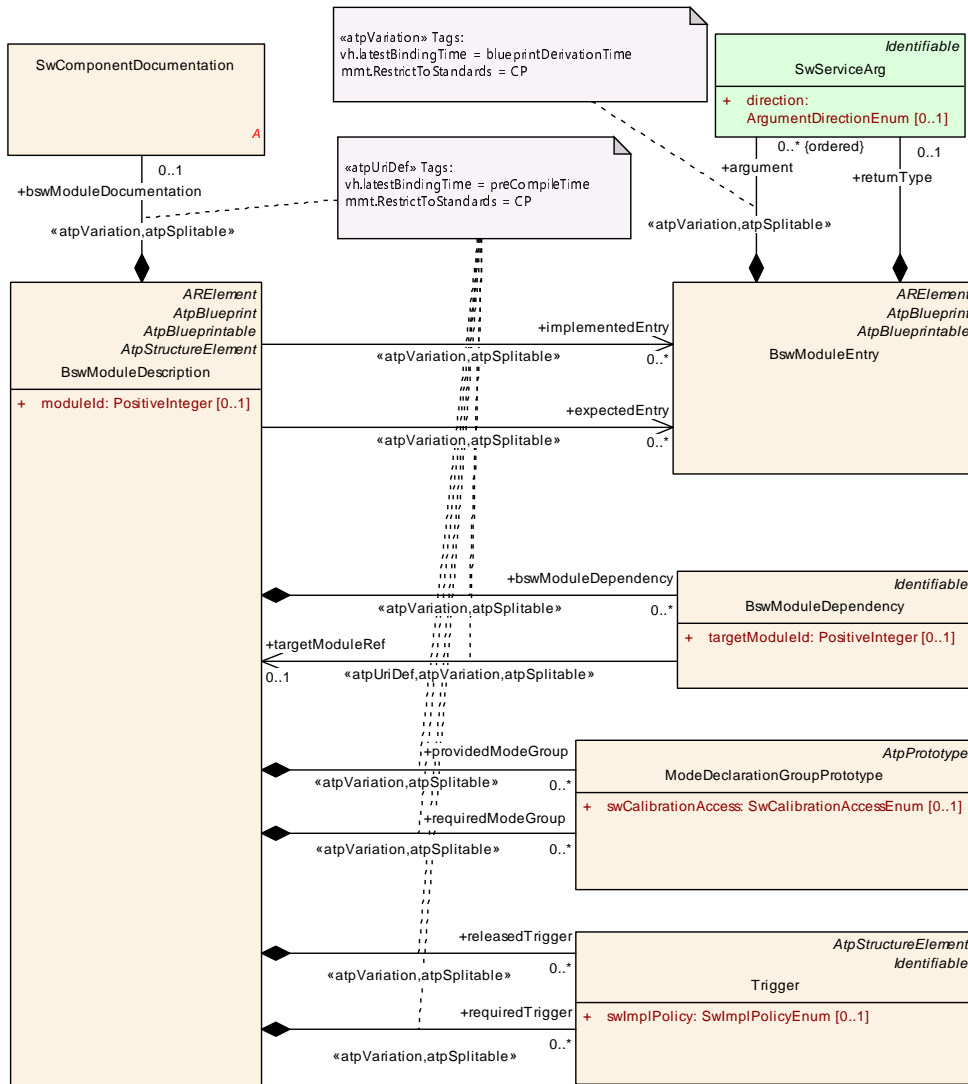 «atpVariation» Tags:
vh.latestBindingTime = blueprintDerivationTime
mmt.RestrictToStandards = CP
Identifiable
SwServiceArg
+ direction:
ArgumentDirectionEnum [0..1]
SwComponentDocumentation
A
«atpUriDef» Tags:
vh.latestBindingTime = preCompileTime
mmt.RestrictToStandards = CP
0..1
+bswModuleDocumentation
«atpVariation,atpSplitable»
0..* {ordered}
+argument
«atpVariation,atpSplitable»
0..1
+returnType
ARElement
AtpBlueprint
AtpBlueprintable
AtpStructureElement
BswModuleDescription
+ moduleId: PositiveInteger [0..1]
ARElement
AtpBlueprint
AtpBlueprintable
BswModuleEntry
+implementedEntry
«atpVariation,atpSplitable»
0..*
+expectedEntry
«atpVariation,atpSplitable»
0..*
+bswModuleDependency
«atpVariation,atpSplitable»
0..*
Identifiable
BswModuleDependency
+ targetModuleId: PositiveInteger [0..1]
+targetModuleRef
0..1
«atpUriDef,atpVariation,atpSplitable»
+providedModeGroup
«atpVariation,atpSplitable»
0..*
AtpPrototype
ModeDeclarationGroupPrototype
+ swCalibrationAccess: SwCalibrationAccessEnum [0..1]
+requiredModeGroup
«atpVariation,atpSplitable»
0..*
+releasedTrigger
«atpVariation,atpSplitable»
0..*
AtpStructureElement
Identifiable
Trigger
+ swImplPolicy: SwImplPolicyEnum [0..1]
+requiredTrigger
«atpVariation,atpSplitable»
0..*